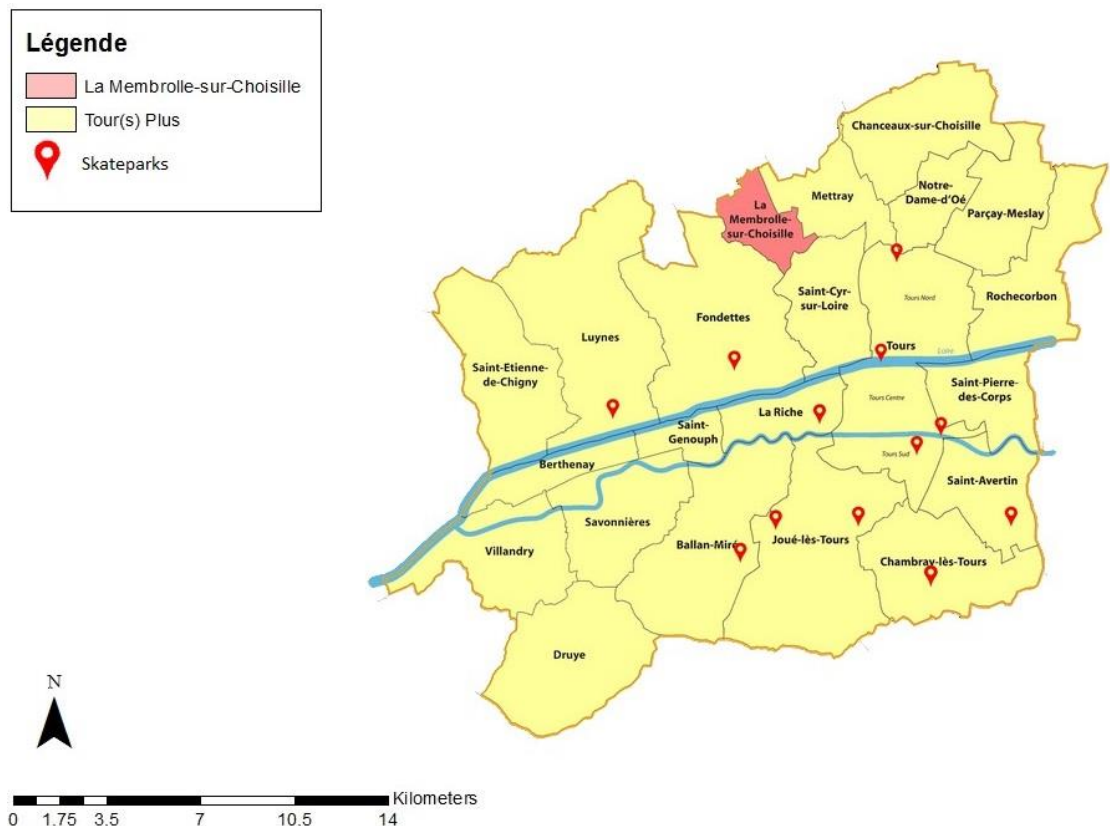 Légende
La Membrolle-sur-Choisille
Tour(s) Plus
Skateparks
Chanceaux-sur-Choisille
Mettray
Notre-
Dame-d'Oé
Parçay-Meslay
La
Membrolle-
sur-Choisille
Saint-Cyr-
sur-Loire
Tours Nord
Rochecorbon
Fondettes
Luynes
Saint-Etienne-
de-Chigny
Tours
Loire
Saint-Pierre-
des-Corps
Tours Centre
La Riche
Saint-
Genouph
Berthenay
Tours Sud
Saint-Avertin
Savonnières
Villandry
Ballan-Miré
Joué-lès-Tours
Chambray-lès-Tours
Druye
N
Kilometers
0 1.75 3.5 7 10.5 14